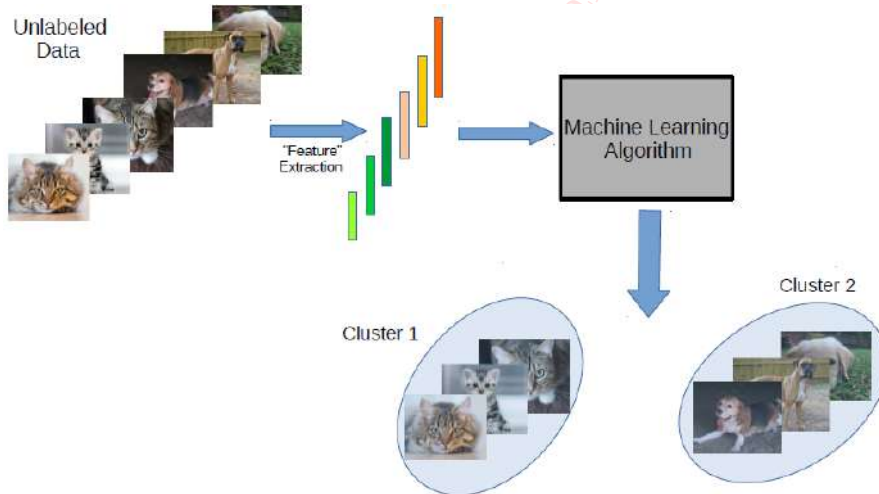 Unlabeled
Data
"Feature"
Extraction
Machine Learning
Algorithm
Cluster 1
Cluster 2